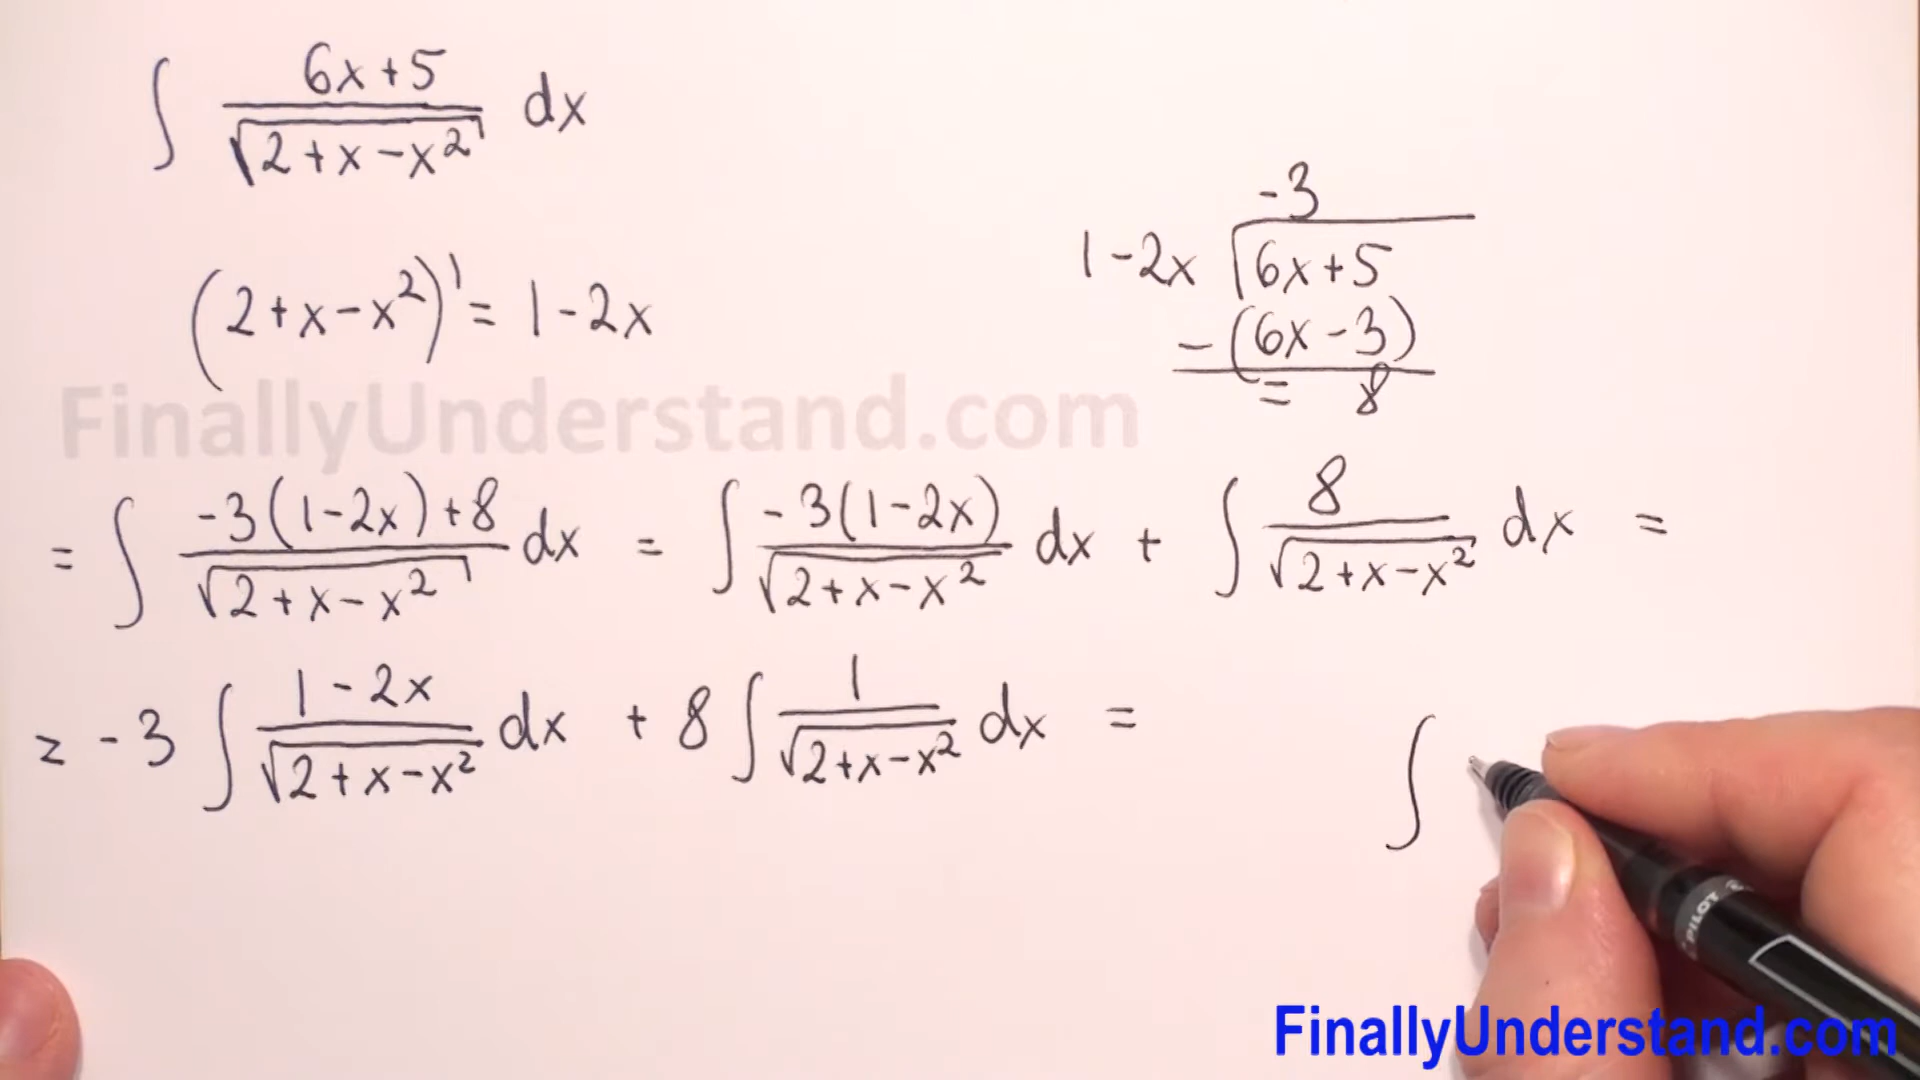 ∫ (6x+5)/√(2+x−x²) dx
(2+x−x²)' = 1−2x
-3
1−2x √6x+5
−(6x−3)
= 8
FinallyUnderstand.com
= ∫ (-3(1−2x)+8)/√(2+x−x²) dx = ∫ (-3(1−2x))/√(2+x−x²) dx + ∫ 8/√(2+x−x²) dx =
= -3 ∫ (1−2x)/√(2+x−x²) dx + 8 ∫ 1/√(2+x−x²) dx =
∫
PILOT
FinallyUnderstand.com